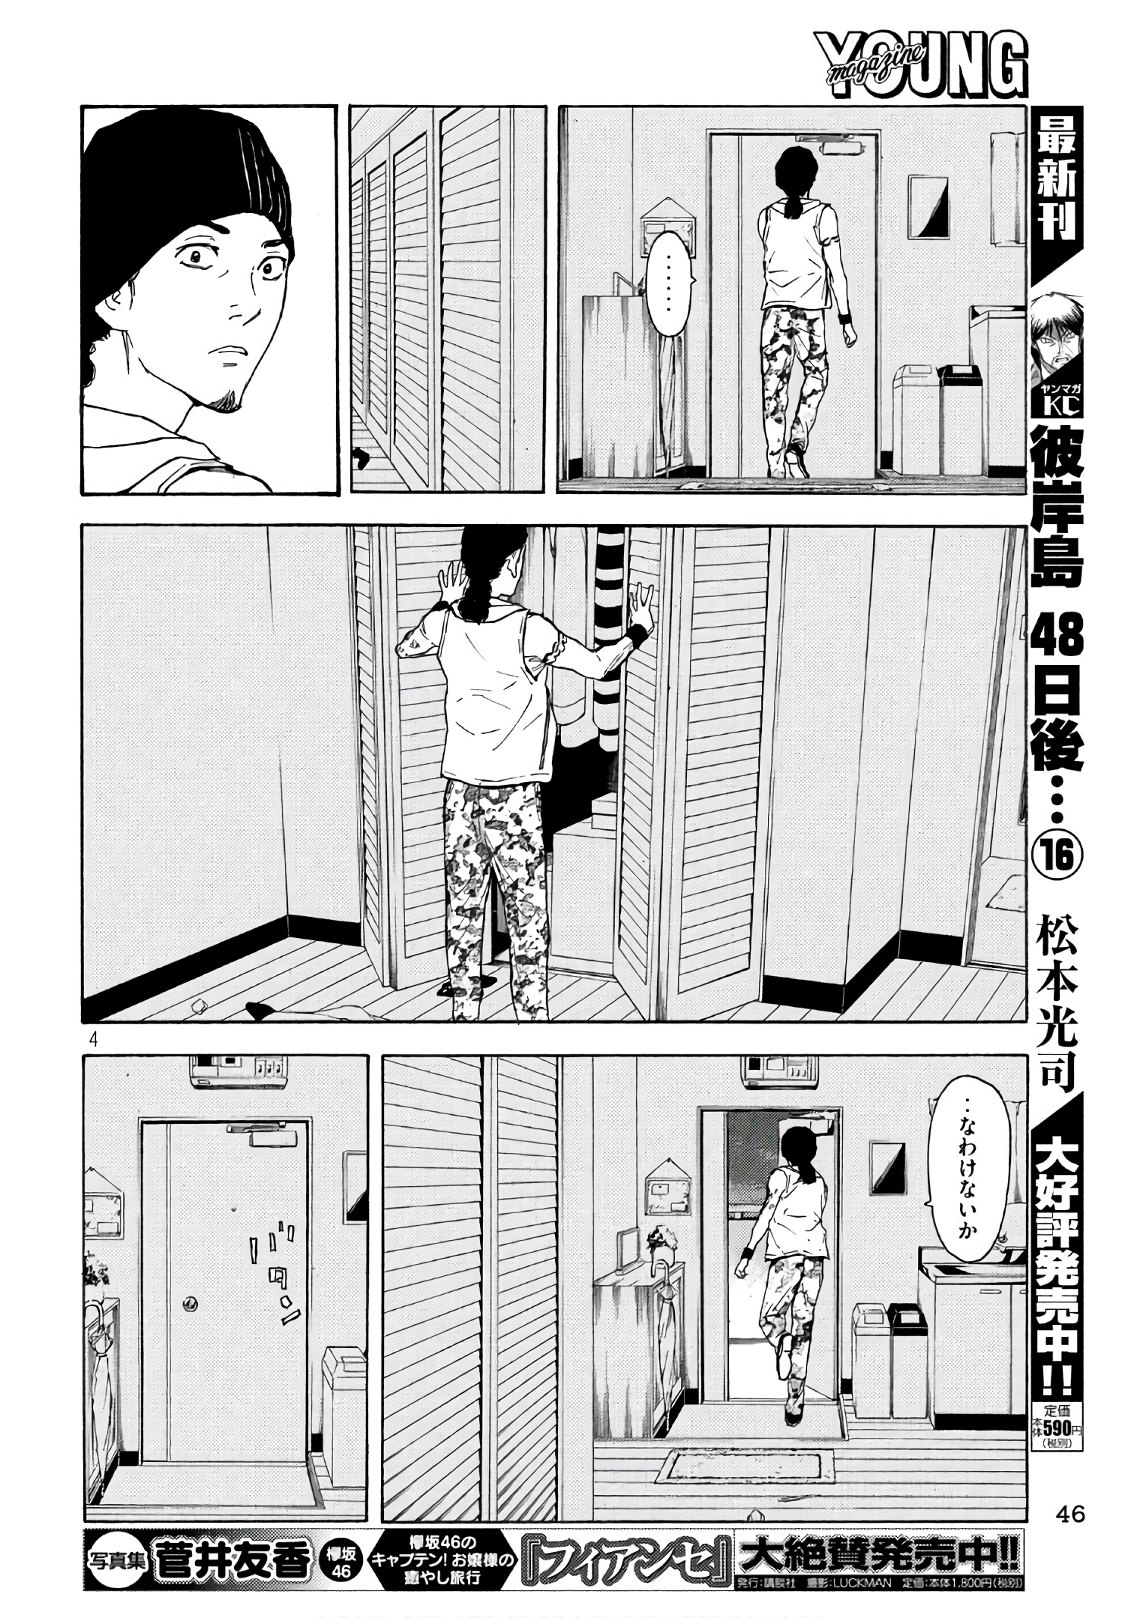 YOUNG
magazine
最新刊
ヤンマガ
KC
彼岸島 48日後…⑯
松本光司
大好評発売中!!
定価
本体590円
(税別)
……
‥なわけないか
バタン
4
46
写真集
菅井友香
欅坂
46
欅坂46の
キャプテン!お嬢様の
癒やし旅行
『フィアンセ』
大絶賛発売中!!
発行:講談社 撮影:LUCKMAN 定価:本体1,800円(税別)